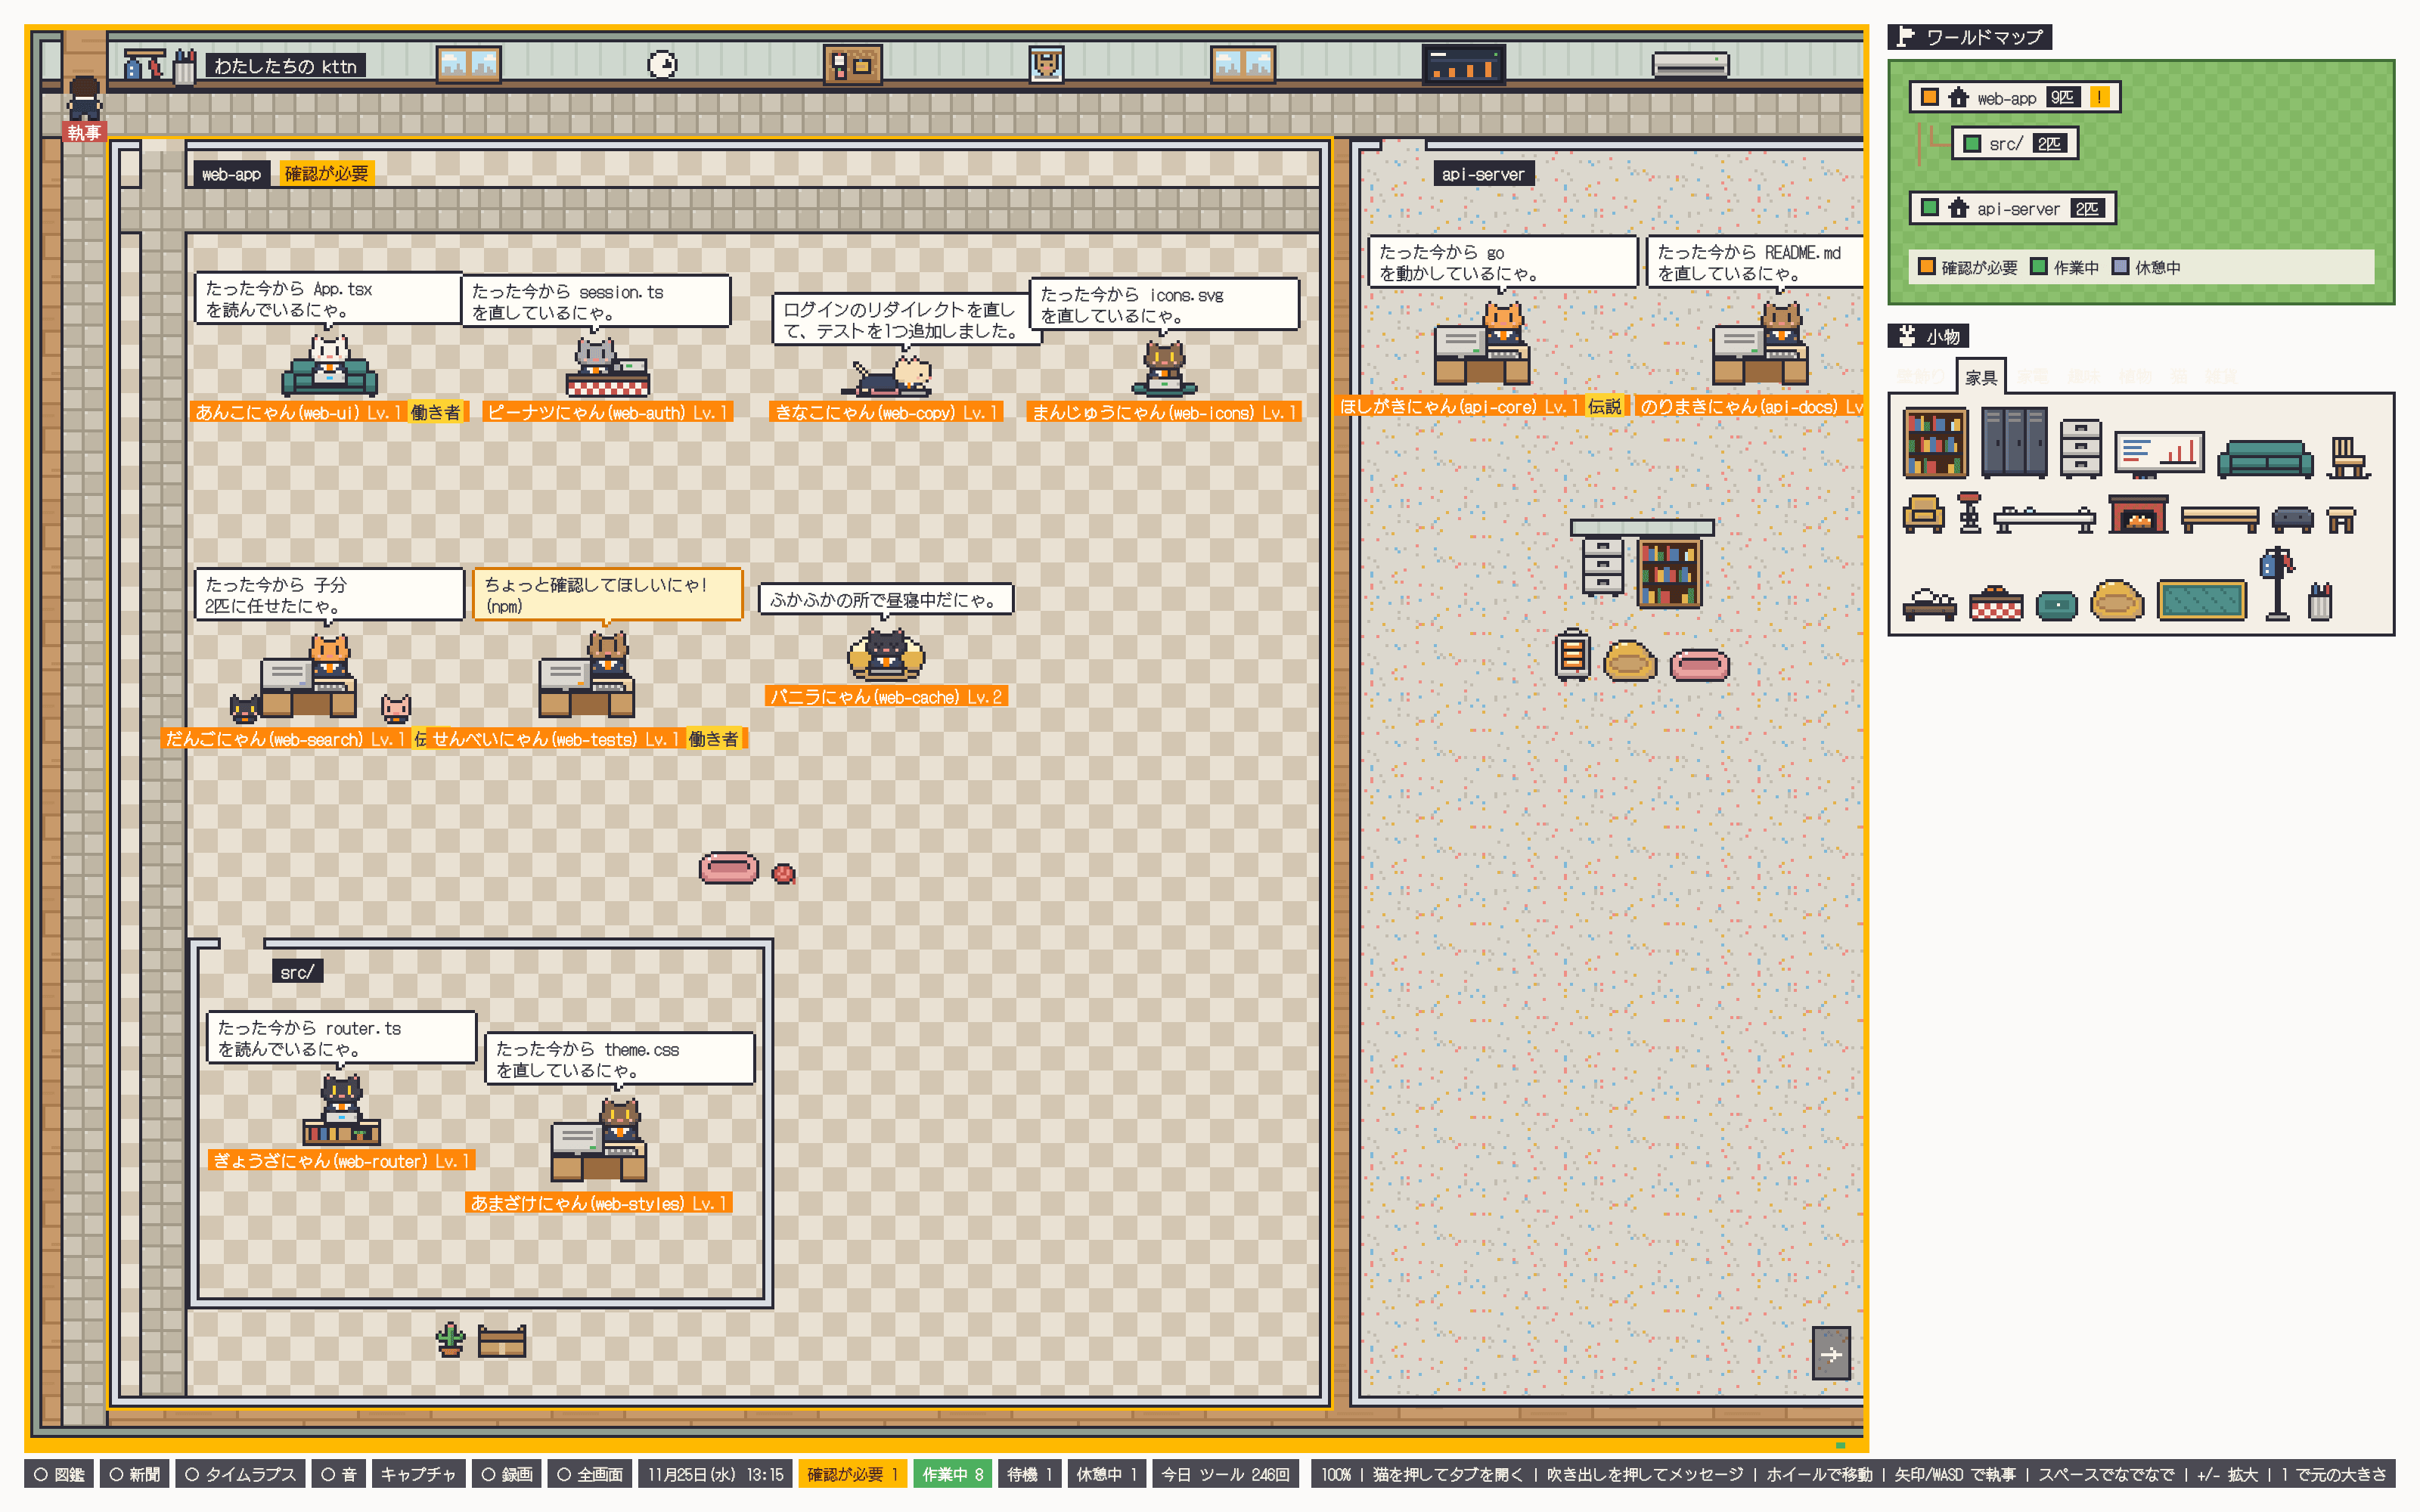 わたしたちの kttn
執事
web-app 確認が必要
たった今から App.tsx
を読んでいるにゃ。
たった今から session.ts
を直しているにゃ。
ログインのリダイレクトを直し
て、テストを1つ追加しました。
たった今から icons.svg
を直しているにゃ。
あんこにゃん(web-ui) Lv.1 働き者
ピーナツにゃん(web-auth) Lv.1
きなこにゃん(web-copy) Lv.1
まんじゅうにゃん(web-icons) Lv.1
たった今から 子分
2匹に任せたにゃ。
ちょっと確認してほしいにゃ!
(npm)
ふかふかの所で昼寝中だにゃ。
だんごにゃん(web-search) Lv.1
せんべいにゃん(web-tests) Lv.1 働き者
バニラにゃん(web-cache) Lv.2
src/
たった今から router.ts
を読んでいるにゃ。
たった今から theme.css
を直しているにゃ。
ぎょうざにゃん(web-router) Lv.1
あまざけにゃん(web-styles) Lv.1
api-server
たった今から go
を動かしているにゃ。
たった今から README.md
を直しているにゃ。
ほしがきにゃん(api-core) Lv.1 伝説
のりまきにゃん(api-docs) Lv
ワールドマップ
web-app 9匹 !
src/ 2匹
api-server 2匹
確認が必要 作業中 休憩中
小物
家具
図鑑 新聞 タイムラプス 音 キャプチャ 録画 全画面 11月25日(水) 13:15 確認が必要 1 作業中 8 待機 1 休憩中 1 今日 ツール 246回 100% | 猫を押してタブを開く | 吹き出しを押してメッセージ | ホイールで移動 | 矢印/WASD で執事 | スペースでなでなで | +/- 拡大 | 1 で元の大きさ